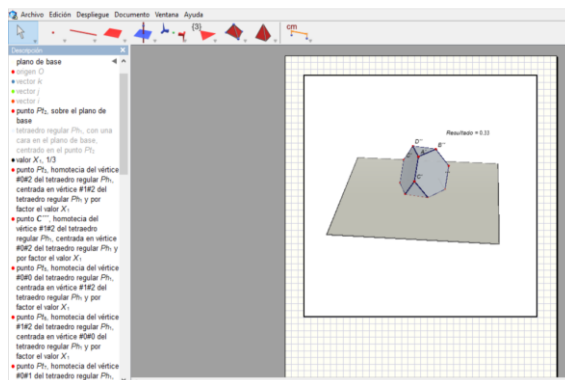 Archivo Edición Despliegue Documento Ventana Ayuda
{3}
cm
Descripción
plano de base
origen O
vector k
vector j
vector i
punto Pt₂, sobre el plano de
base
tetraedro regular Ph₁, con una
cara en el plano de base,
centrado en el punto Pt₂
valor X₁, 1/3
punto Pt₃, homotecia del vértice
#0#2 del tetraedro regular Ph₁,
centrada en vértice #1#2 del
tetraedro regular Ph₁ y por
factor el valor X₁
punto C''', homotecia del
vértice #1#2 del tetraedro
regular Ph₁, centrada en vértice
#0#2 del tetraedro regular Ph₁ y
por factor el valor X₁
punto Pt₅, homotecia del vértice
#0#0 del tetraedro regular Ph₁,
centrada en vértice #1#2 del
tetraedro regular Ph₁ y por
factor el valor X₁
punto Pt₆, homotecia del vértice
#1#2 del tetraedro regular Ph₁,
centrada en vértice #0#0 del
tetraedro regular Ph₁ y por
factor el valor X₁
punto Pt₇, homotecia del vértice
#0#1 del tetraedro regular Ph₁,
Resultado = 0.33
D'''
B'''
A
C'